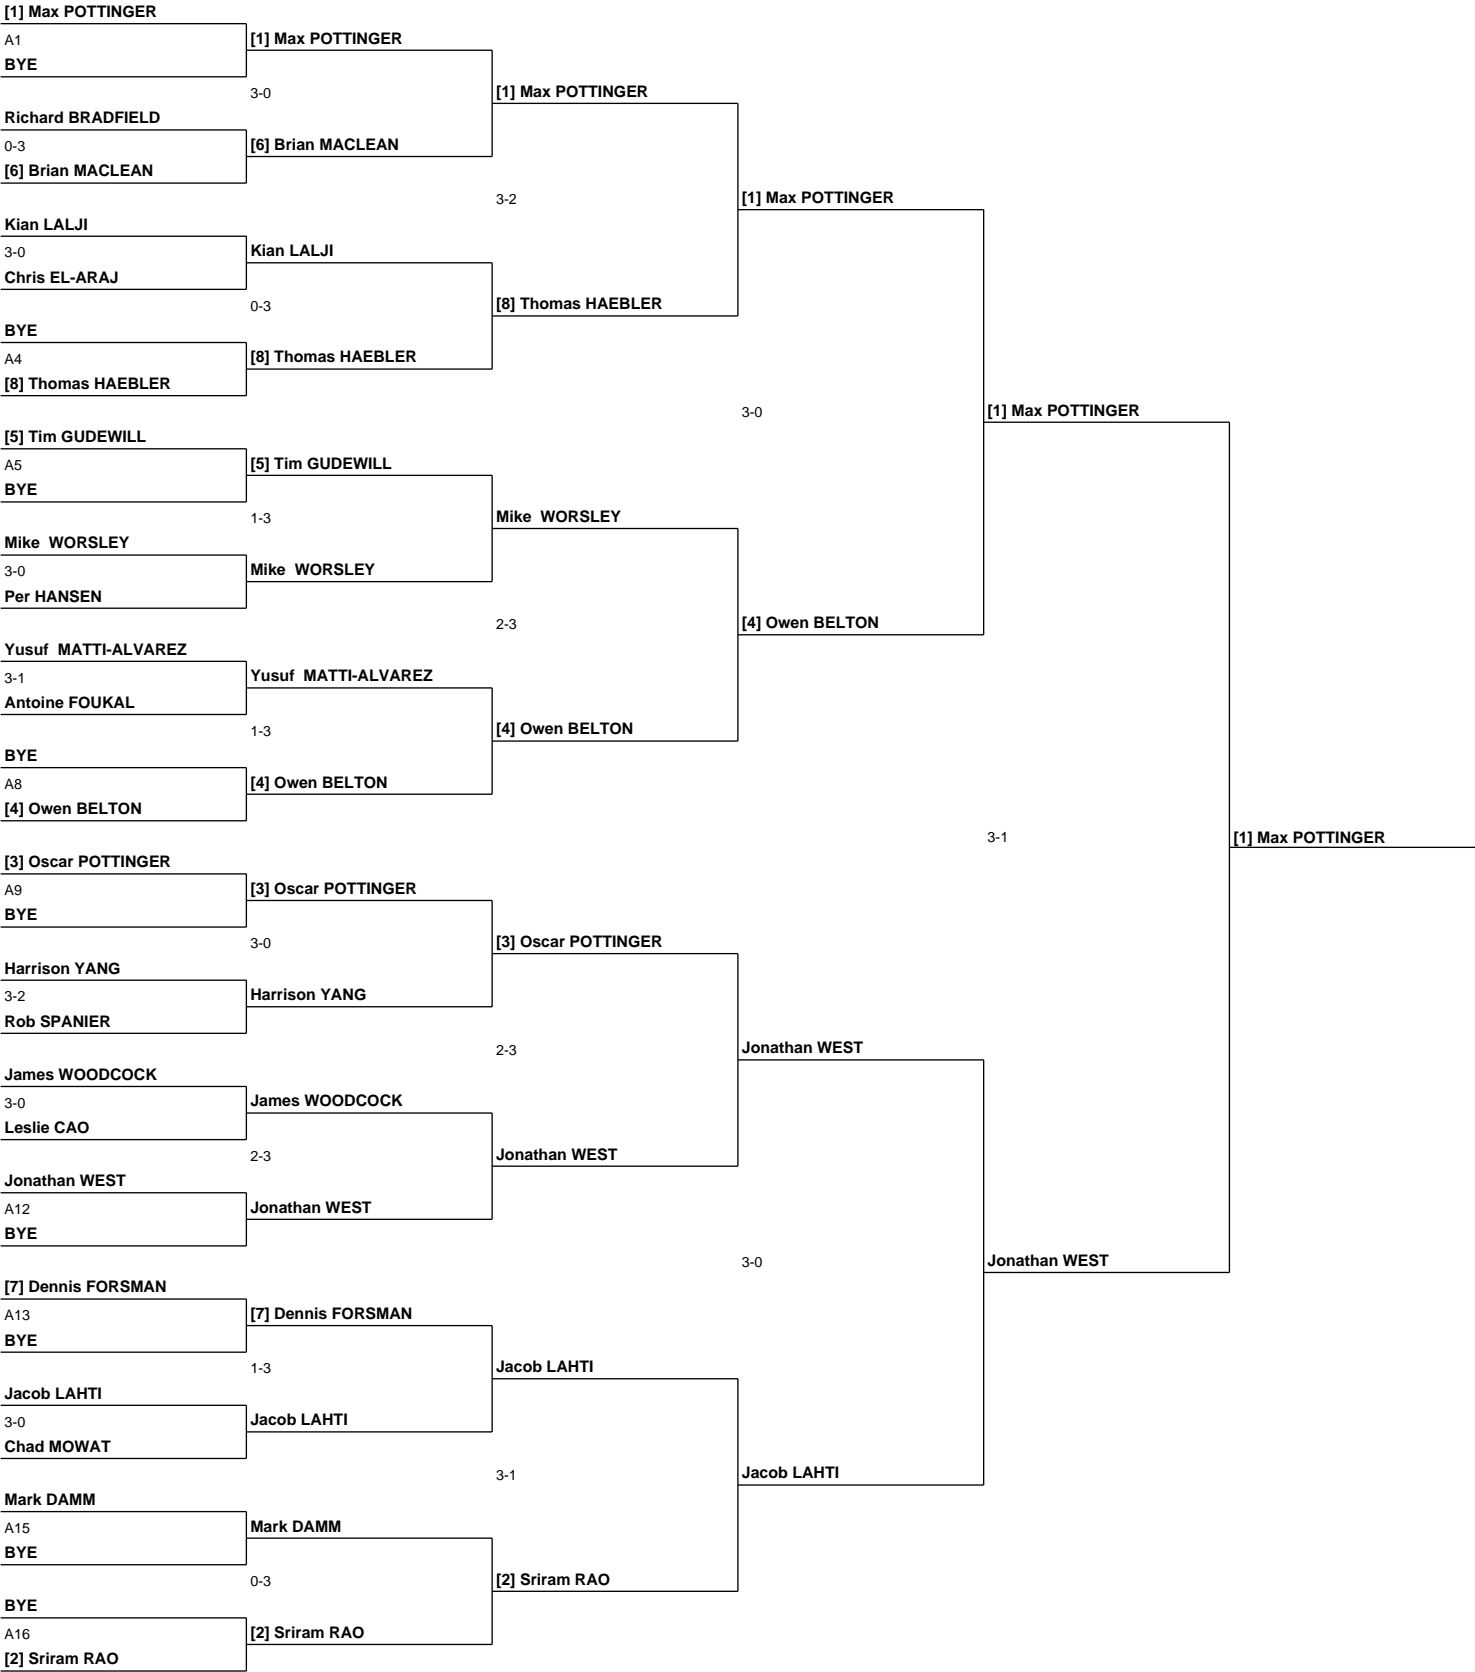 [1] Max POTTINGER
A1
BYE
Richard BRADFIELD
0-3
[6] Brian MACLEAN
Kian LALJI
3-0
Chris EL-ARAJ
BYE
A4
[8] Thomas HAEBLER
[5] Tim GUDEWILL
A5
BYE
Mike  WORSLEY
3-0
Per HANSEN
Yusuf  MATTI-ALVAREZ
3-1
Antoine FOUKAL
BYE
A8
[4] Owen BELTON
[3] Oscar POTTINGER
A9
BYE
Harrison YANG
3-2
Rob SPANIER
James WOODCOCK
3-0
Leslie CAO
Jonathan WEST
A12
BYE
[7] Dennis FORSMAN
A13
BYE
Jacob LAHTI
3-0
Chad MOWAT
Mark DAMM
A15
BYE
BYE
A16
[2] Sriram RAO
[1] Max POTTINGER
3-0
[6] Brian MACLEAN
Kian LALJI
0-3
[8] Thomas HAEBLER
[5] Tim GUDEWILL
1-3
Mike  WORSLEY
Yusuf  MATTI-ALVAREZ
1-3
[4] Owen BELTON
[3] Oscar POTTINGER
3-0
Harrison YANG
James WOODCOCK
2-3
Jonathan WEST
[7] Dennis FORSMAN
1-3
Jacob LAHTI
Mark DAMM
0-3
[2] Sriram RAO
[1] Max POTTINGER
3-2
[8] Thomas HAEBLER
Mike  WORSLEY
2-3
[4] Owen BELTON
[3] Oscar POTTINGER
2-3
Jonathan WEST
Jacob LAHTI
3-1
[2] Sriram RAO
[1] Max POTTINGER
3-0
[4] Owen BELTON
Jonathan WEST
3-0
Jacob LAHTI
[1] Max POTTINGER
3-1
Jonathan WEST
[1] Max POTTINGER